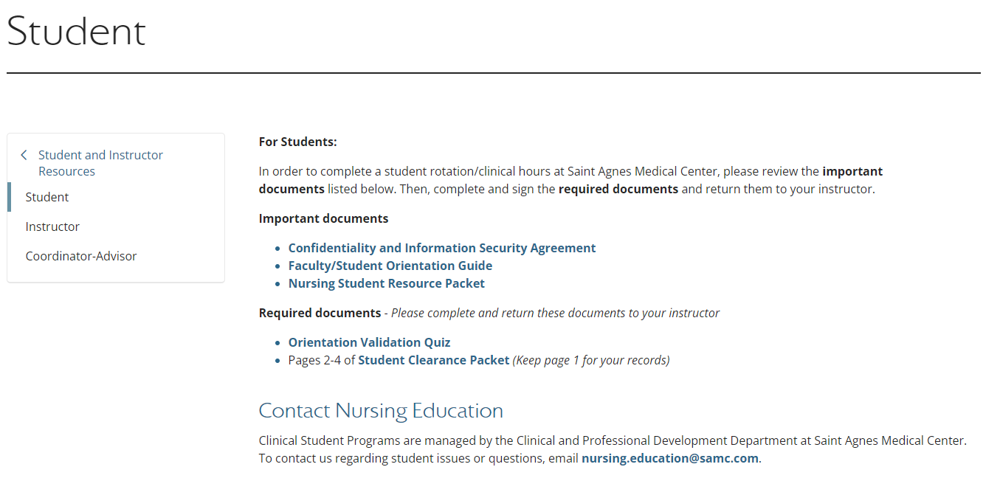 Student
Student and Instructor
Resources
Student
Instructor
Coordinator-Advisor
For Students:
In order to complete a student rotation/clinical hours at Saint Agnes Medical Center, please review the important
documents listed below. Then, complete and sign the required documents and return them to your instructor.
Important documents
Confidentiality and Information Security Agreement
Faculty/Student Orientation Guide
Nursing Student Resource Packet
Required documents - Please complete and return these documents to your instructor
Orientation Validation Quiz
Pages 2-4 of Student Clearance Packet (Keep page 1 for your records)
Contact Nursing Education
Clinical Student Programs are managed by the Clinical and Professional Development Department at Saint Agnes Medical Center.
To contact us regarding student issues or questions, email nursing.education@samc.com.